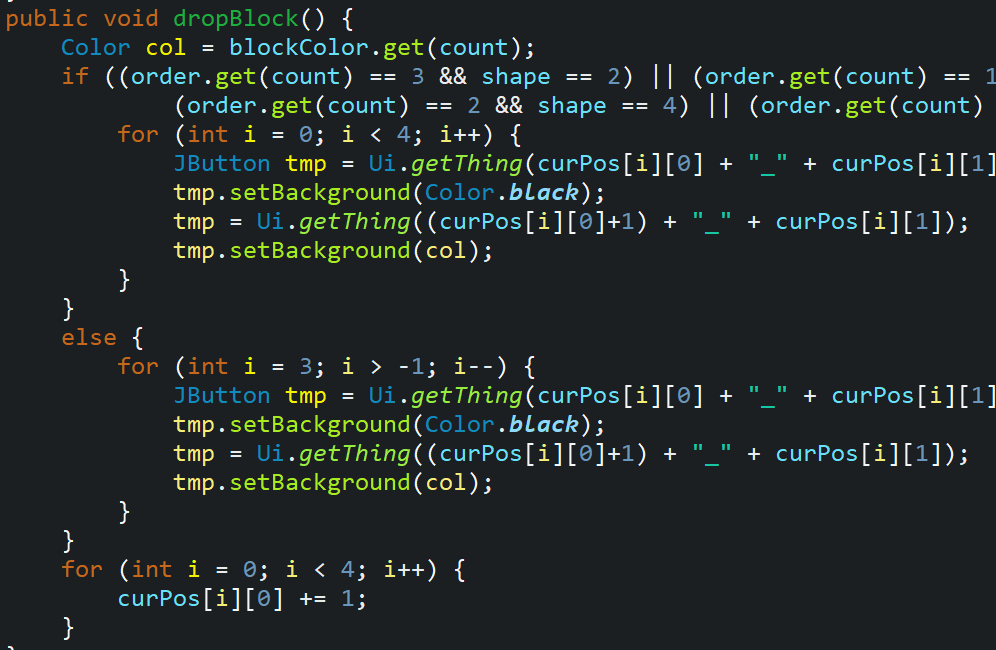 public void dropBlock() {
    Color col = blockColor.get(count);
    if ((order.get(count) == 3 && shape == 2) || (order.get(count) == 1
            (order.get(count) == 2 && shape == 4) || (order.get(count)
        for (int i = 0; i < 4; i++) {
            JButton tmp = Ui.getThing(curPos[i][0] + "_" + curPos[i][1]
            tmp.setBackground(Color.black);
            tmp = Ui.getThing((curPos[i][0]+1) + "_" + curPos[i][1]);
            tmp.setBackground(col);
        }
    }
    else {
        for (int i = 3; i > -1; i--) {
            JButton tmp = Ui.getThing(curPos[i][0] + "_" + curPos[i][1]
            tmp.setBackground(Color.black);
            tmp = Ui.getThing((curPos[i][0]+1) + "_" + curPos[i][1]);
            tmp.setBackground(col);
        }
    }
    for (int i = 0; i < 4; i++) {
        curPos[i][0] += 1;
    }